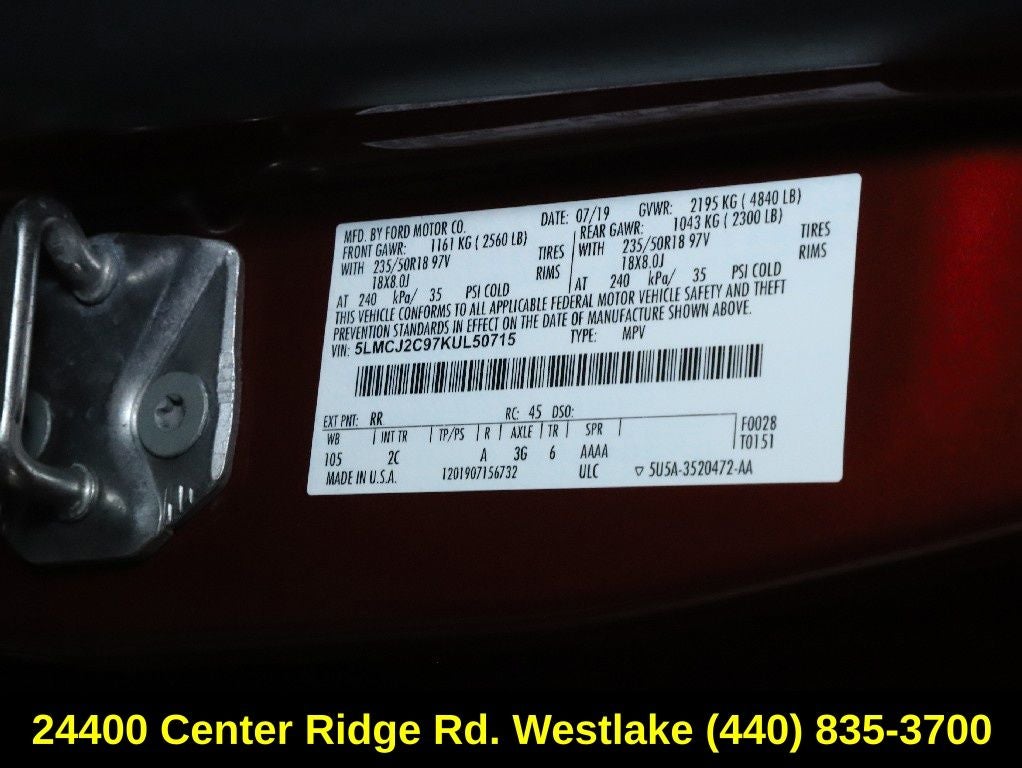 MFD. BY FORD MOTOR CO. DATE: 07/19 GVWR: 2195 KG ( 4840 LB)
FRONT GAWR: 1161 KG ( 2560 LB) REAR GAWR: 1043 KG ( 2300 LB)
WITH 235/50R18 97V TIRES WITH 235/50R18 97V TIRES
18X8.0J RIMS 18X8.0J RIMS
AT 240 kPa/ 35 PSI COLD AT 240 kPa/ 35 PSI COLD
THIS VEHICLE CONFORMS TO ALL APPLICABLE FEDERAL MOTOR VEHICLE SAFETY AND THEFT
PREVENTION STANDARDS IN EFFECT ON THE DATE OF MANUFACTURE SHOWN ABOVE.
VIN: 5LMCJ2C97KUL50715 TYPE: MPV
EXT PNT: RR RC: 45 DSO:
WB INT TR TP/PS R AXLE TR SPR F0028
105 2C A 3G 6 AAAA T0151
MADE IN U.S.A. 1201907156732 ULC ▽ 5U5A-3520472-AA
24400 Center Ridge Rd. Westlake (440) 835-3700